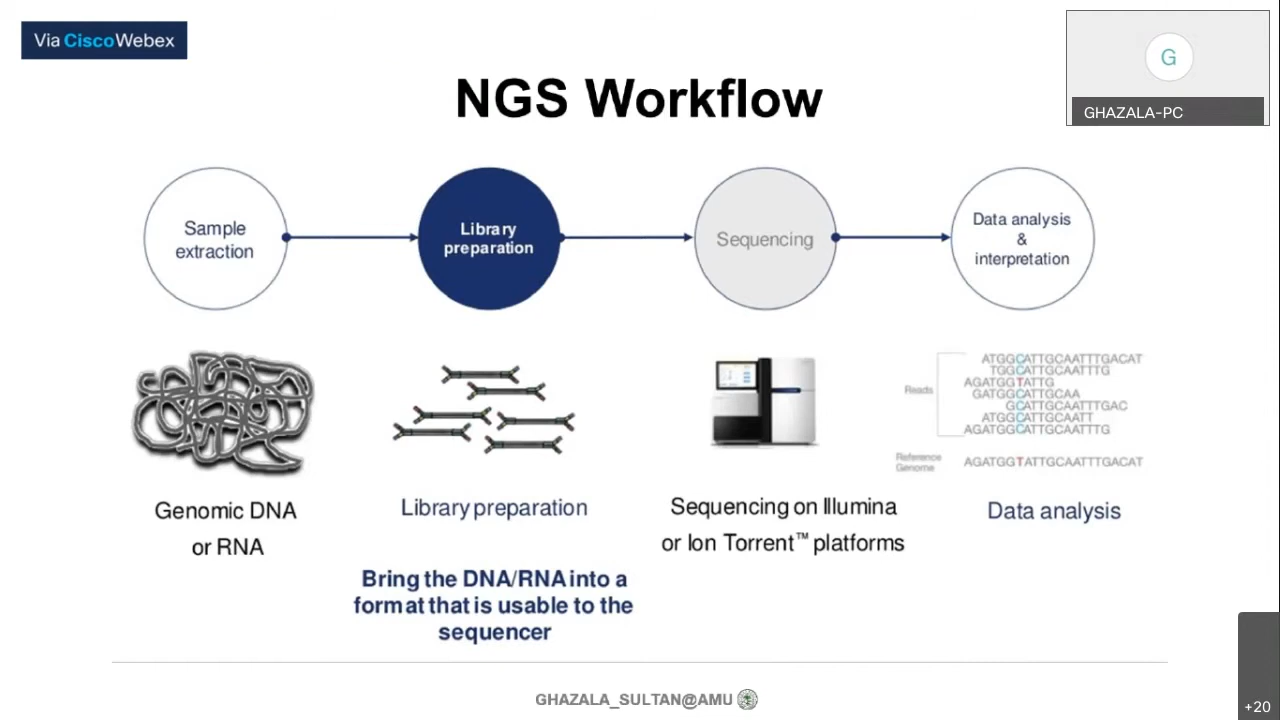 Via CiscoWebex
G
GHAZALA-PC
NGS Workflow
Sample
extraction
Library
preparation
Sequencing
Data analysis
&
interpretation
Reads
ATGGCATTGCAATTTGACAT
TGGCATTGCAATTTG
AGATGGTATTG
GATGGCATTGCAA
GCATTGCAATTTGAC
ATGGCATTGCAATT
AGATGGCATTGCAATTTG
Reference
Genome
AGATGGTATTGCAATTTGACAT
Genomic DNA
or RNA
Library preparation
Sequencing on Illumina
or Ion Torrent™ platforms
Data analysis
Bring the DNA/RNA into a
format that is usable to the
sequencer
GHAZALA_SULTAN@AMU
+20